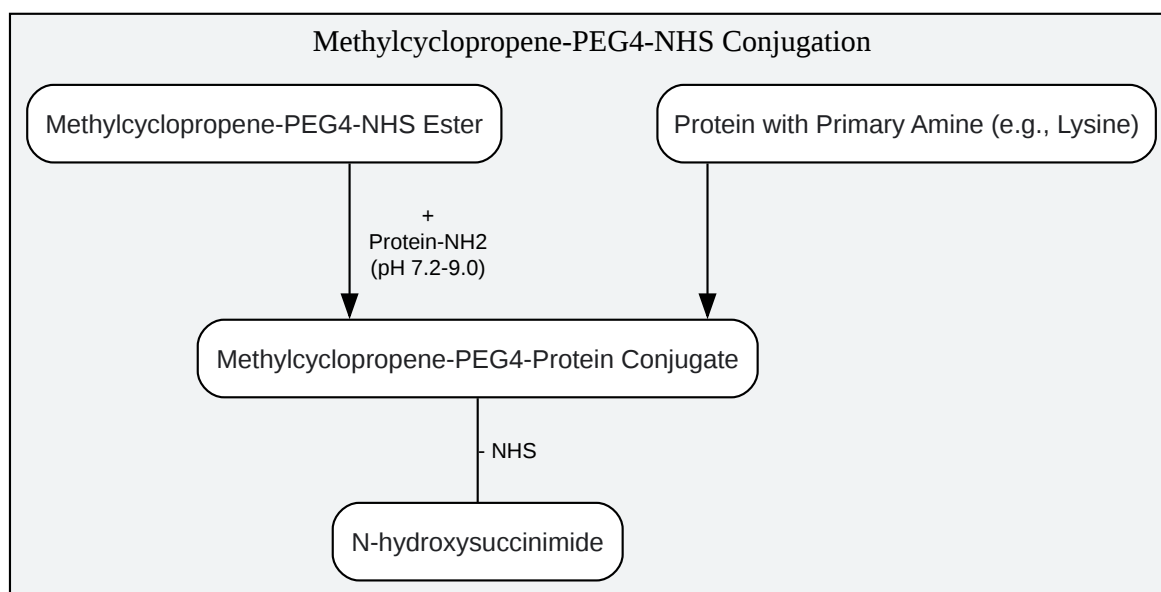 Methylcyclopropene-PEG4-NHS Conjugation
Methylcyclopropene-PEG4-NHS Ester
Protein with Primary Amine (e.g., Lysine)
+
Protein-NH2
(pH 7.2-9.0)
Methylcyclopropene-PEG4-Protein Conjugate
- NHS
N-hydroxysuccinimide